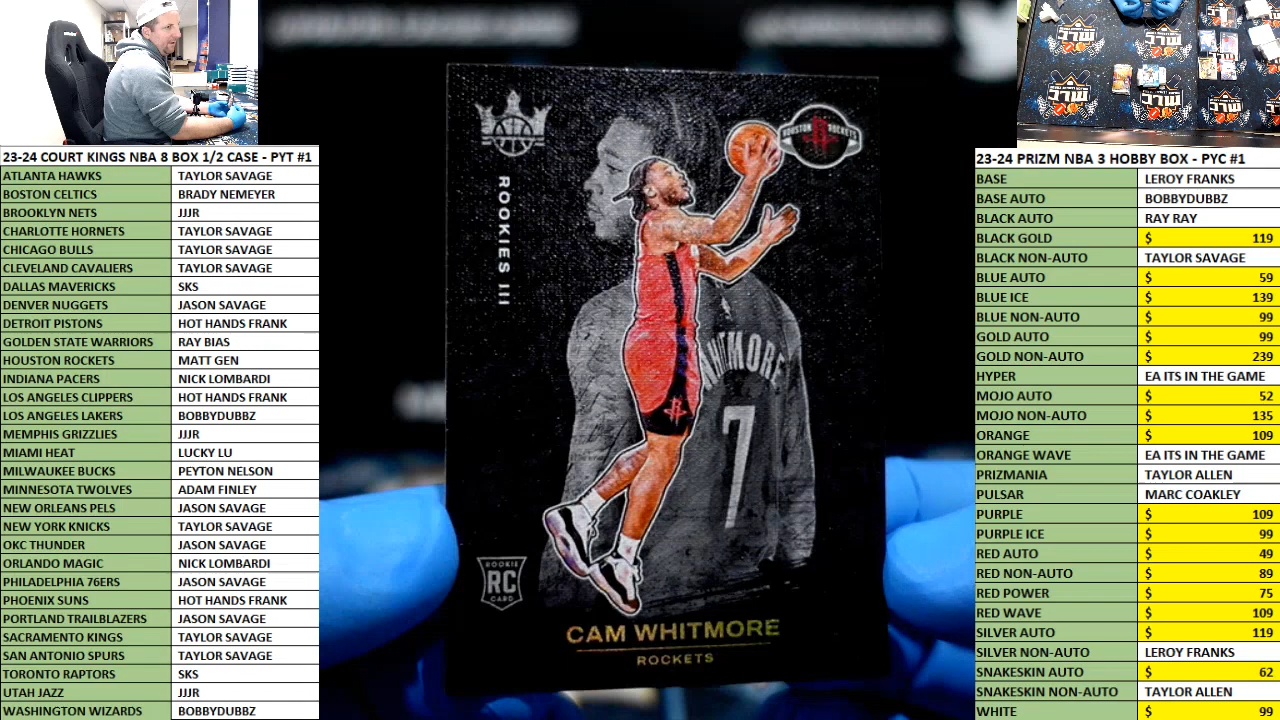 23-24 COURT KINGS NBA 8 BOX 1/2 CASE - PYT #1
ATLANTA HAWKS TAYLOR SAVAGE
BOSTON CELTICS BRADY NEMEYER
BROOKLYN NETS JJJR
CHARLOTTE HORNETS TAYLOR SAVAGE
CHICAGO BULLS TAYLOR SAVAGE
CLEVELAND CAVALIERS TAYLOR SAVAGE
DALLAS MAVERICKS SKS
DENVER NUGGETS JASON SAVAGE
DETROIT PISTONS HOT HANDS FRANK
GOLDEN STATE WARRIORS RAY BIAS
HOUSTON ROCKETS MATT GEN
INDIANA PACERS NICK LOMBARDI
LOS ANGELES CLIPPERS HOT HANDS FRANK
LOS ANGELES LAKERS BOBBYDUBBZ
MEMPHIS GRIZZLIES JJJR
MIAMI HEAT LUCKY LU
MILWAUKEE BUCKS PEYTON NELSON
MINNESOTA TWOLVES ADAM FINLEY
NEW ORLEANS PELS JASON SAVAGE
NEW YORK KNICKS TAYLOR SAVAGE
OKC THUNDER JASON SAVAGE
ORLANDO MAGIC NICK LOMBARDI
PHILADELPHIA 76ERS JASON SAVAGE
PHOENIX SUNS HOT HANDS FRANK
PORTLAND TRAILBLAZERS JASON SAVAGE
SACRAMENTO KINGS TAYLOR SAVAGE
SAN ANTONIO SPURS TAYLOR SAVAGE
TORONTO RAPTORS SKS
UTAH JAZZ JJJR
WASHINGTON WIZARDS BOBBYDUBBZ
HOUSTON ROCKETS
ROOKIES III
WHITMORE
7
ROOKIE
RC
CARD
CAM WHITMORE
ROCKETS
23-24 PRIZM NBA 3 HOBBY BOX - PYC #1
BASE LEROY FRANKS
BASE AUTO BOBBYDUBBZ
BLACK AUTO RAY RAY
BLACK GOLD $ 119
BLACK NON-AUTO TAYLOR SAVAGE
BLUE AUTO $ 59
BLUE ICE $ 139
BLUE NON-AUTO $ 99
GOLD AUTO $ 99
GOLD NON-AUTO $ 239
HYPER EA ITS IN THE GAME
MOJO AUTO $ 52
MOJO NON-AUTO $ 135
ORANGE $ 109
ORANGE WAVE EA ITS IN THE GAME
PRIZMANIA TAYLOR ALLEN
PULSAR MARC COAKLEY
PURPLE $ 109
PURPLE ICE $ 99
RED AUTO $ 49
RED NON-AUTO $ 89
RED POWER $ 75
RED WAVE $ 109
SILVER AUTO $ 119
SILVER NON-AUTO LEROY FRANKS
SNAKESKIN AUTO $ 62
SNAKESKIN NON-AUTO TAYLOR ALLEN
WHITE $ 99